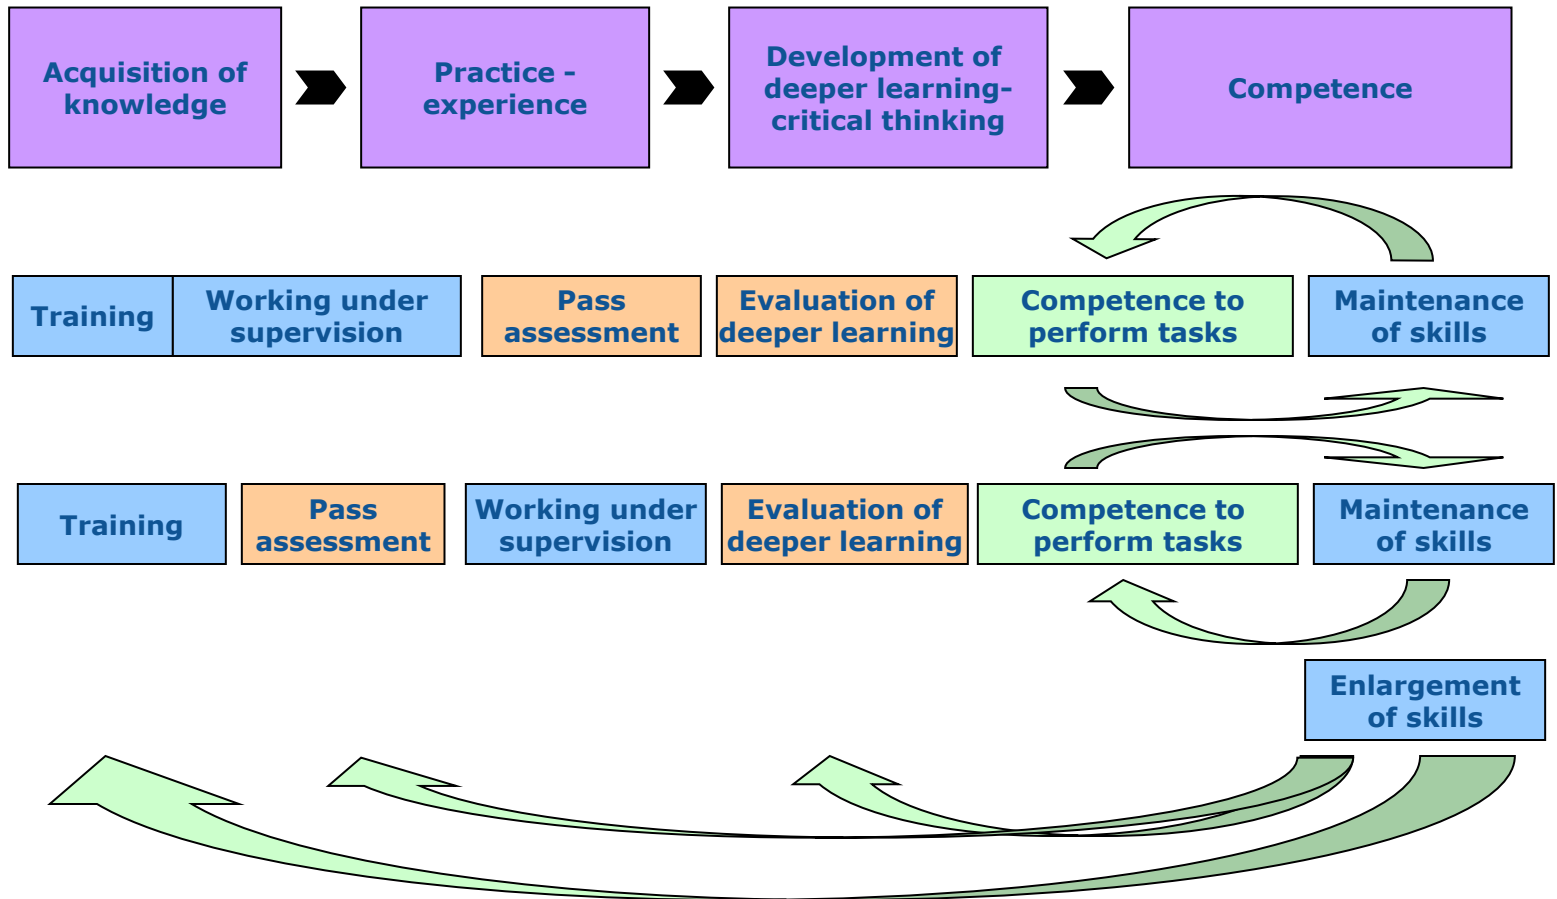 Acquisition of
knowledge
Practice -
experience
Development of
deeper learning-
critical thinking
Competence
Training
Working under
supervision
Pass
assessment
Evaluation of
deeper learning
Competence to
perform tasks
Maintenance
of skills
Training
Pass
assessment
Working under
supervision
Evaluation of
deeper learning
Competence to
perform tasks
Maintenance
of skills
Enlargement
of skills